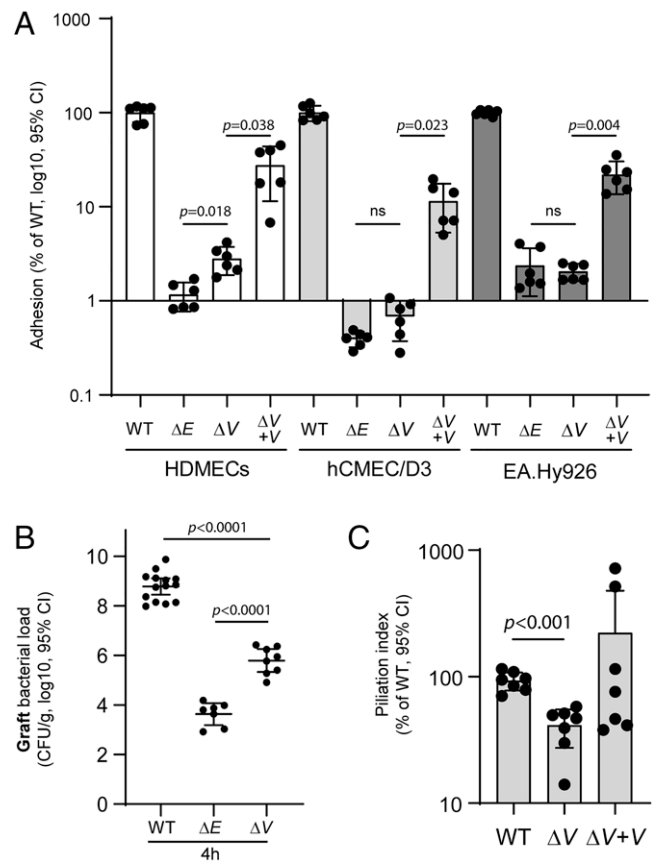 A
Adhesion (% of WT, log10, 95% CI)
1000
100
10
1
0.1
p=0.038
p=0.018
p=0.023
ns
p=0.004
ns
WT ΔE ΔV ΔV+V WT ΔE ΔV ΔV+V WT ΔE ΔV ΔV+V
HDMECs hCMEC/D3 EA.Hy926
B
Graft bacterial load
(CFU/g, log10, 95% CI)
10
8
6
4
2
0
p<0.0001
p<0.0001
WT ΔE ΔV
4h
C
Piliation index
(% of WT, 95% CI)
1000
100
10
p<0.001
WT ΔV ΔV+V